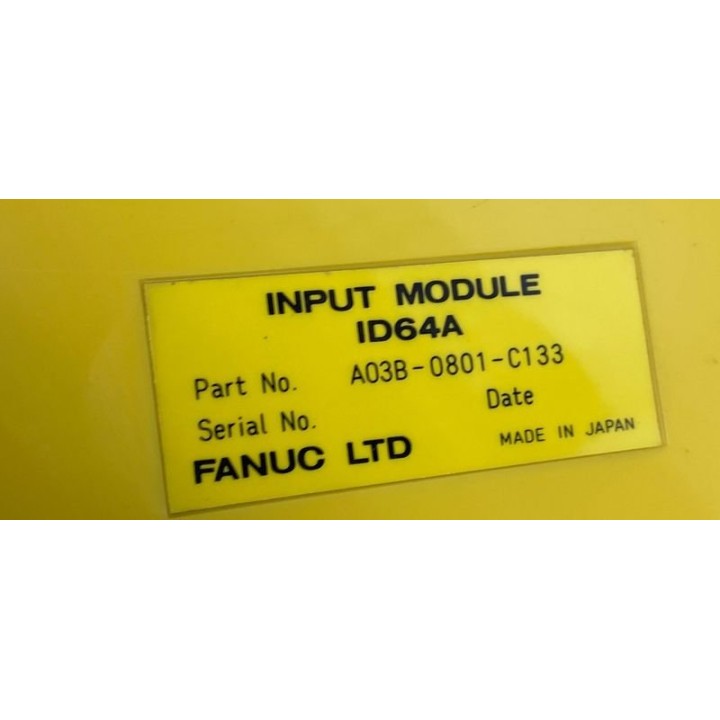 INPUT MODULE
ID64A
Part No. A03B-0801-C133
Serial No. Date
FANUC LTD MADE IN JAPAN